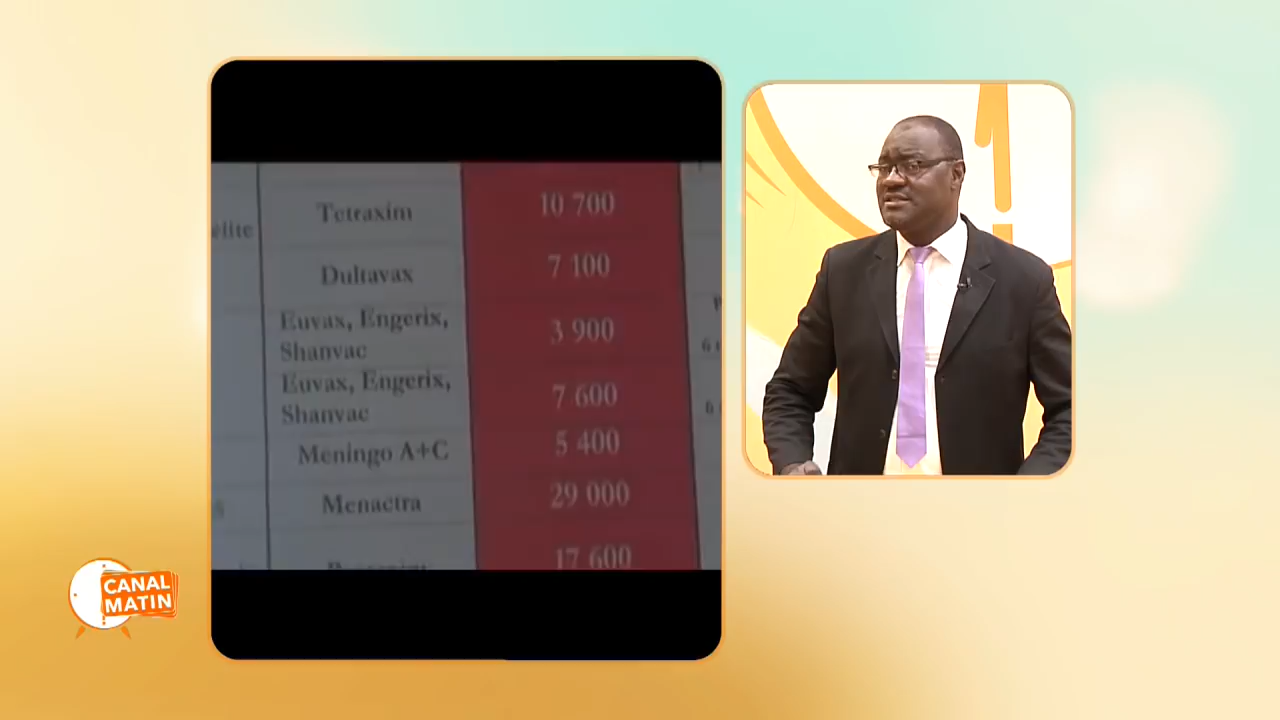 élite
Tetraxim
10 700
Dultavax
7 100
Euvax, Engerix,
Shanvac
3 900
Euvax, Engerix,
Shanvac
7 600
Meningo A+C
5 400
Menactra
29 000
17 600
CANAL
MATIN